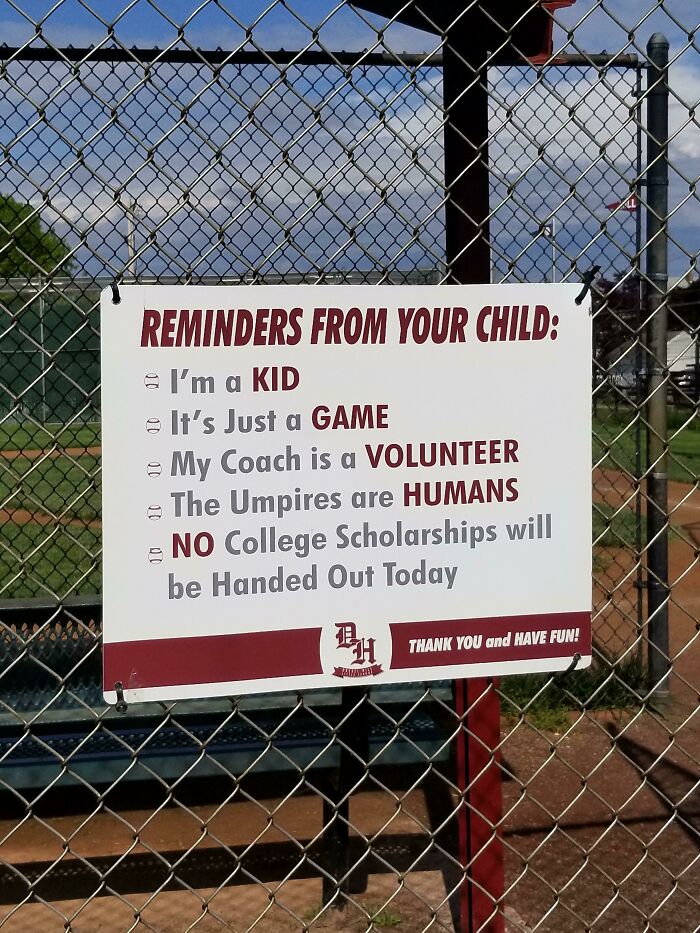 REMINDERS FROM YOUR CHILD:
I'm a KID
It's Just a GAME
My Coach is a VOLUNTEER
The Umpires are HUMANS
NO College Scholarships will
be Handed Out Today
DH
THANK YOU and HAVE FUN!